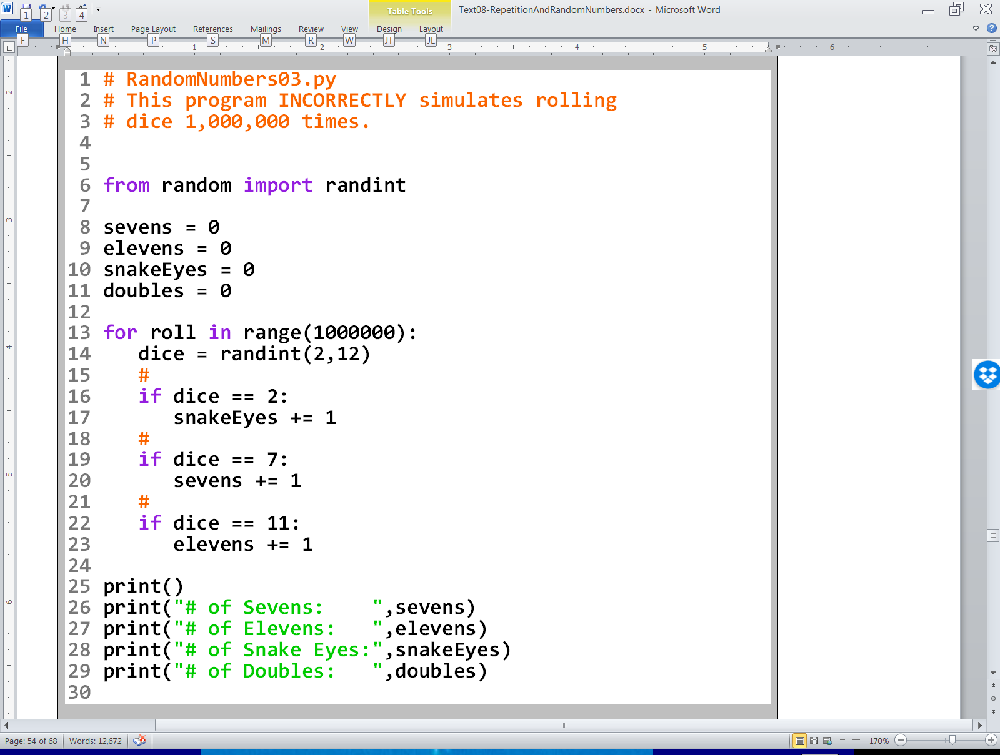 1 2 3 4
Table Tools
Text08-RepetitionAndRandomNumbers.docx - Microsoft Word
File Home Insert Page Layout References Mailings Review View Design Layout
F H N P S M R W JT JL
1 2 3 4 5 6
2
3
4
5
6
1 # RandomNumbers03.py
2 # This program INCORRECTLY simulates rolling
3 # dice 1,000,000 times.
4
5
6 from random import randint
7
8 sevens = 0
9 elevens = 0
10 snakeEyes = 0
11 doubles = 0
12
13 for roll in range(1000000):
14    dice = randint(2,12)
15    #
16    if dice == 2:
17       snakeEyes += 1
18    #
19    if dice == 7:
20       sevens += 1
21    #
22    if dice == 11:
23       elevens += 1
24
25 print()
26 print("# of Sevens:    ",sevens)
27 print("# of Elevens:   ",elevens)
28 print("# of Snake Eyes:",snakeEyes)
29 print("# of Doubles:   ",doubles)
30
Page: 54 of 68 Words: 12,672 170%